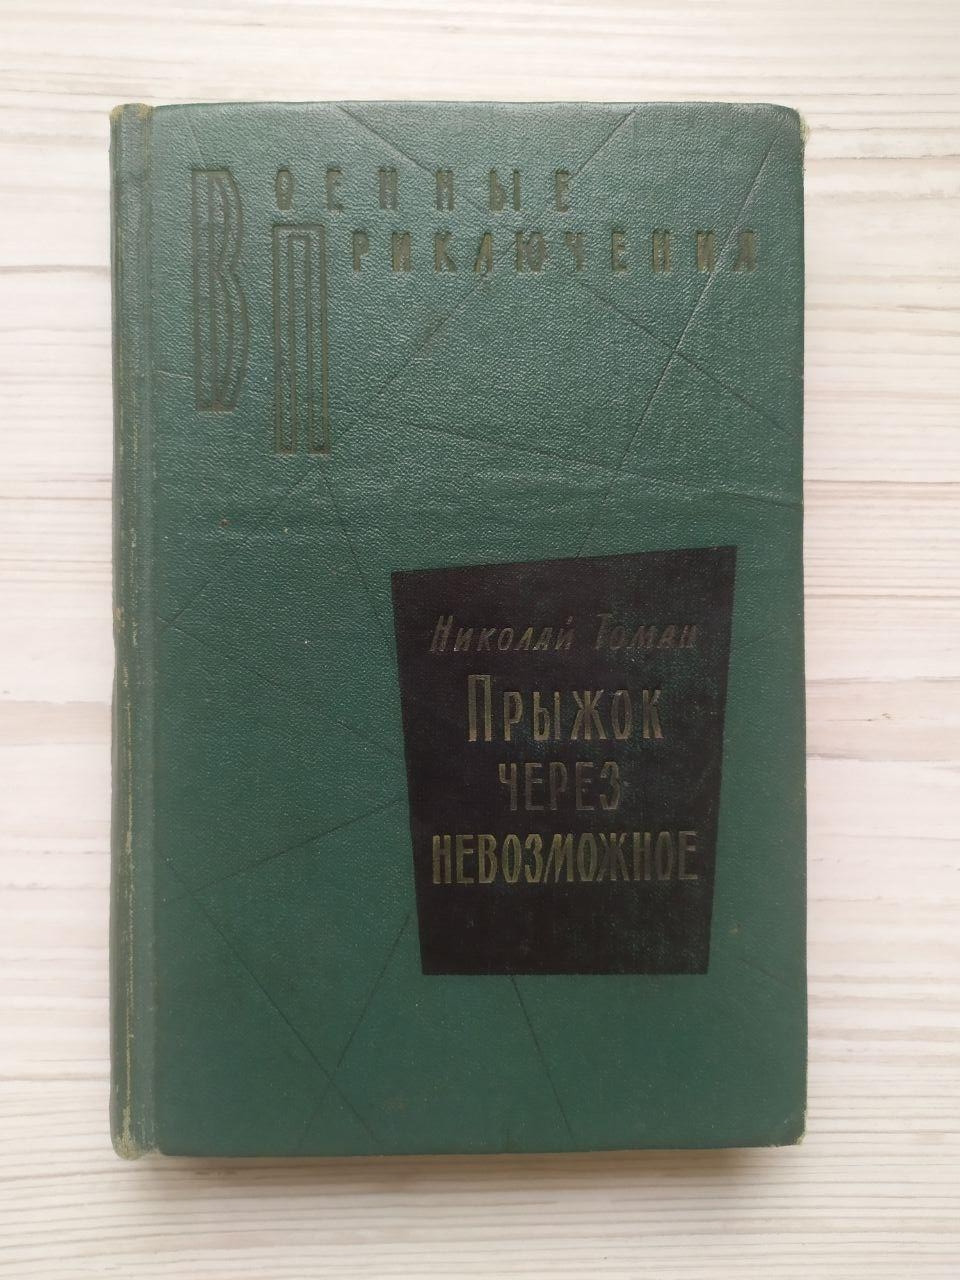 Военные
Приключения
Николай Томан
Прыжок
через
невозможное